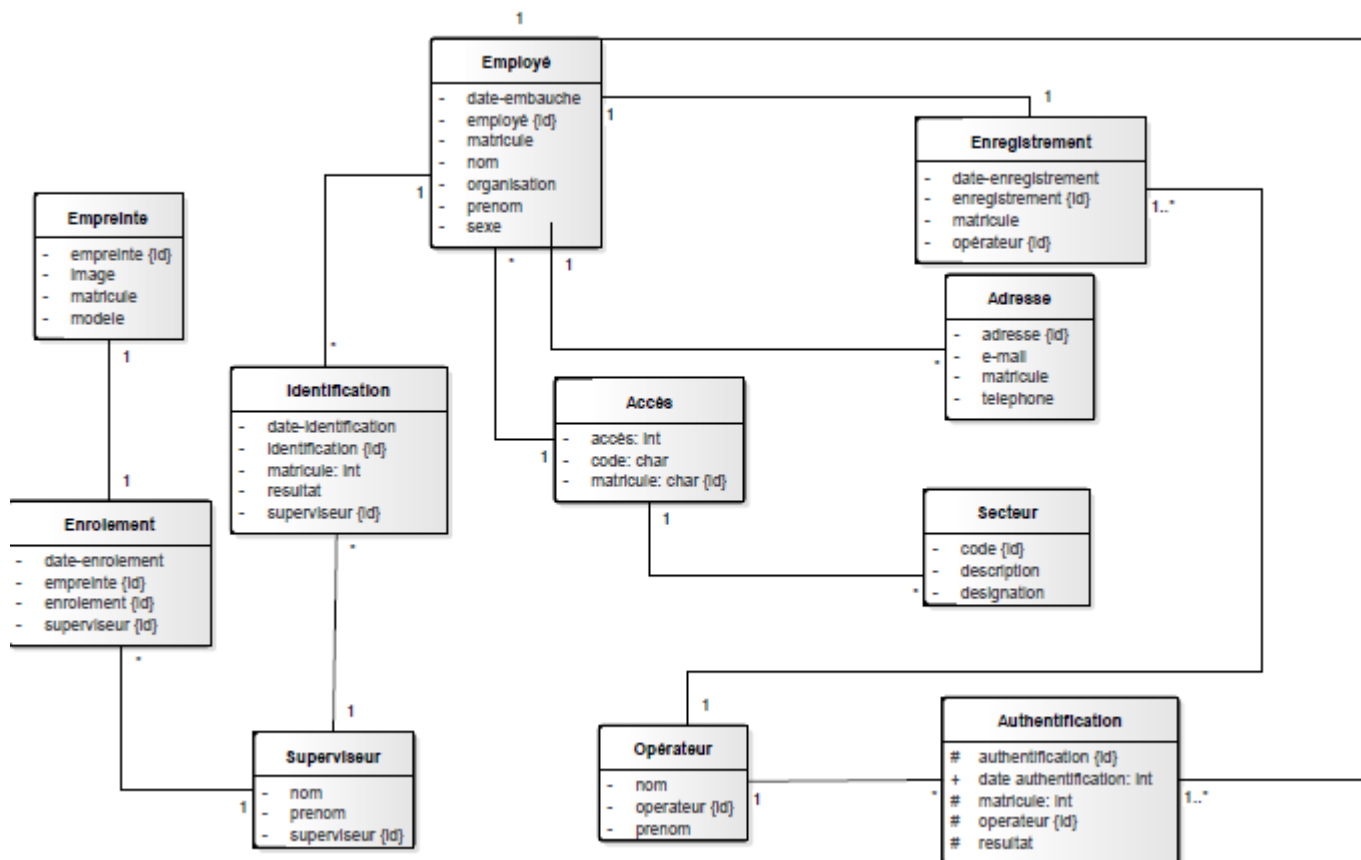 1
Employé
- date-embauche
- employé {id}
- matricule
- nom
- organisation
- prenom
- sexe
1
1
1
*
1
Enregistrement
- date-enregistrement
- enregistrement {id}
- matricule
- opérateur {id}
1..*
Empreinte
- empreinte {id}
- image
- matricule
- modele
1
1
Adresse
- adresse {id}
- e-mail
- matricule
- telephone
*
*
Identification
- date-identification
- identification {id}
- matricule: int
- resultat
- superviseur {id}
*
Accès
- accès: int
- code: char
- matricule: char {id}
1
1
Enrolement
- date-enrolement
- empreinte {id}
- enrolement {id}
- superviseur {id}
*
Secteur
- code {id}
- description
- designation
*
1
Superviseur
- nom
- prenom
- superviseur {id}
1
1
Opérateur
- nom
- operateur {id}
- prenom
1
*
Authentification
# authentification {id}
+ date authentification: int
# matricule: int
# operateur {id}
# resultat
1..*